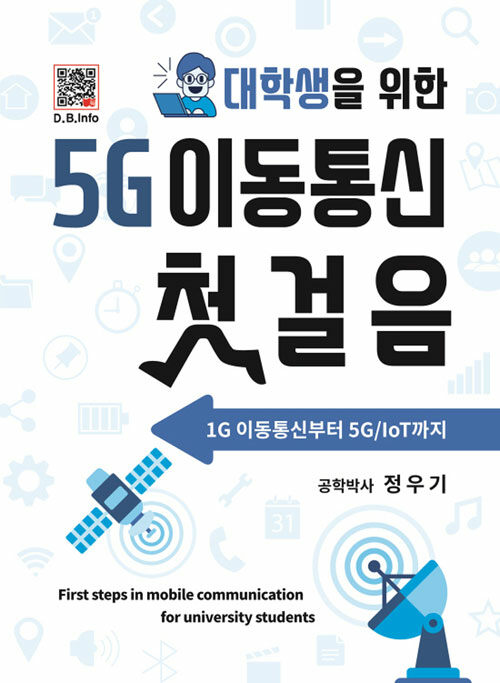 D.B.Info
대학생을 위한
5G 이동통신
첫걸음
1G 이동통신부터 5G/IoT까지
공학박사 정우기
31
1
First steps in mobile communication
for university students